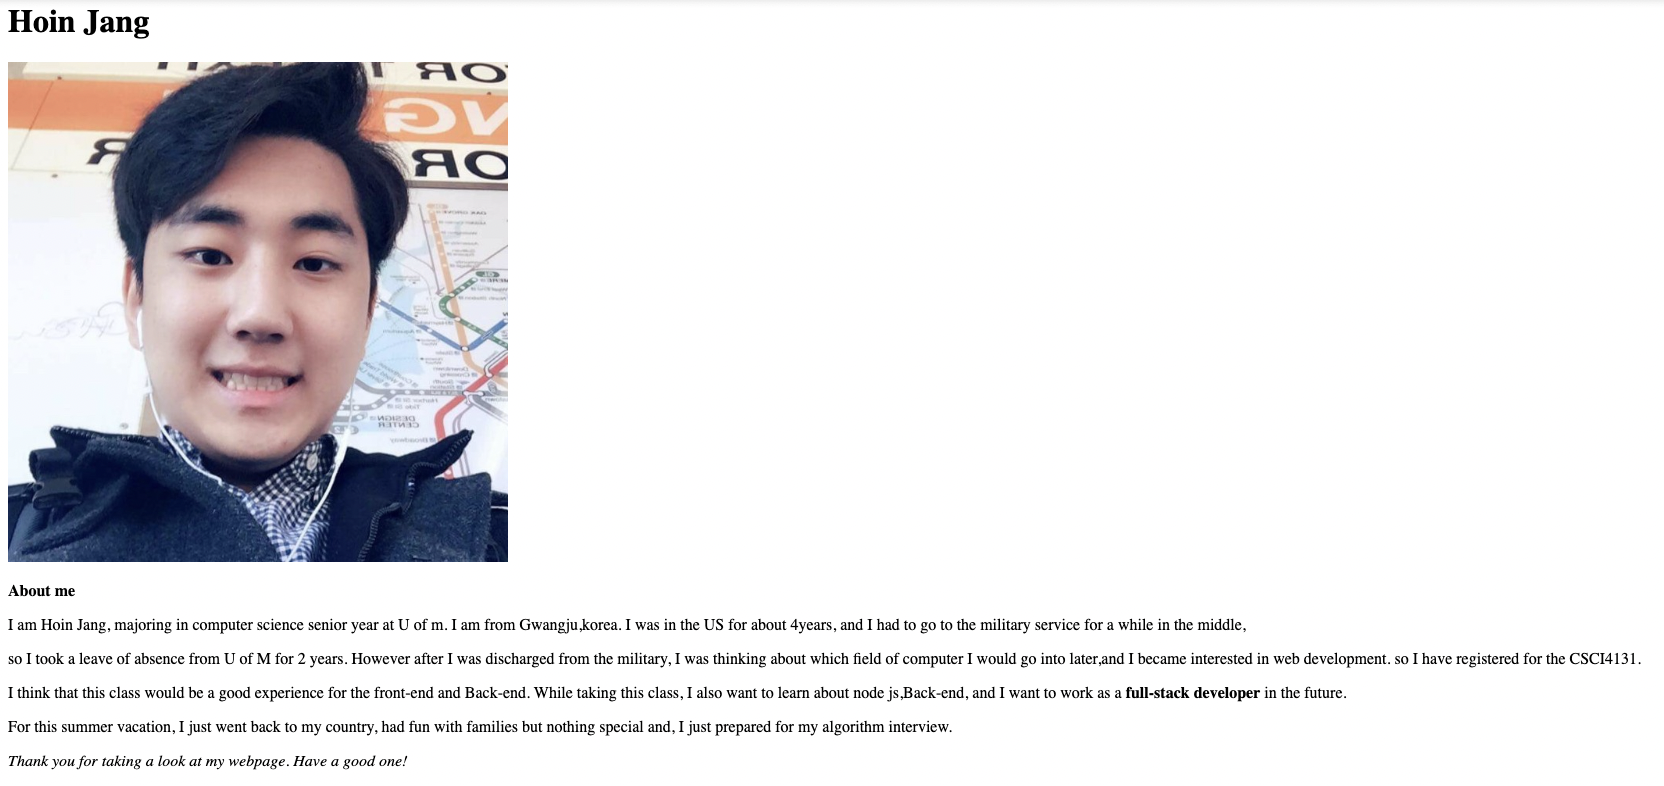 Hoin Jang
OR
NG
OR
DESIGN
CENTER
About me
I am Hoin Jang, majoring in computer science senior year at U of m. I am from Gwangju,korea. I was in the US for about 4years, and I had to go to the military service for a while in the middle,
so I took a leave of absence from U of M for 2 years. However after I was discharged from the military, I was thinking about which field of computer I would go into later,and I became interested in web development. so I have registered for the CSCI4131.
I think that this class would be a good experience for the front-end and Back-end. While taking this class, I also want to learn about node js,Back-end, and I want to work as a full-stack developer in the future.
For this summer vacation, I just went back to my country, had fun with families but nothing special and, I just prepared for my algorithm interview.
Thank you for taking a look at my webpage. Have a good one!